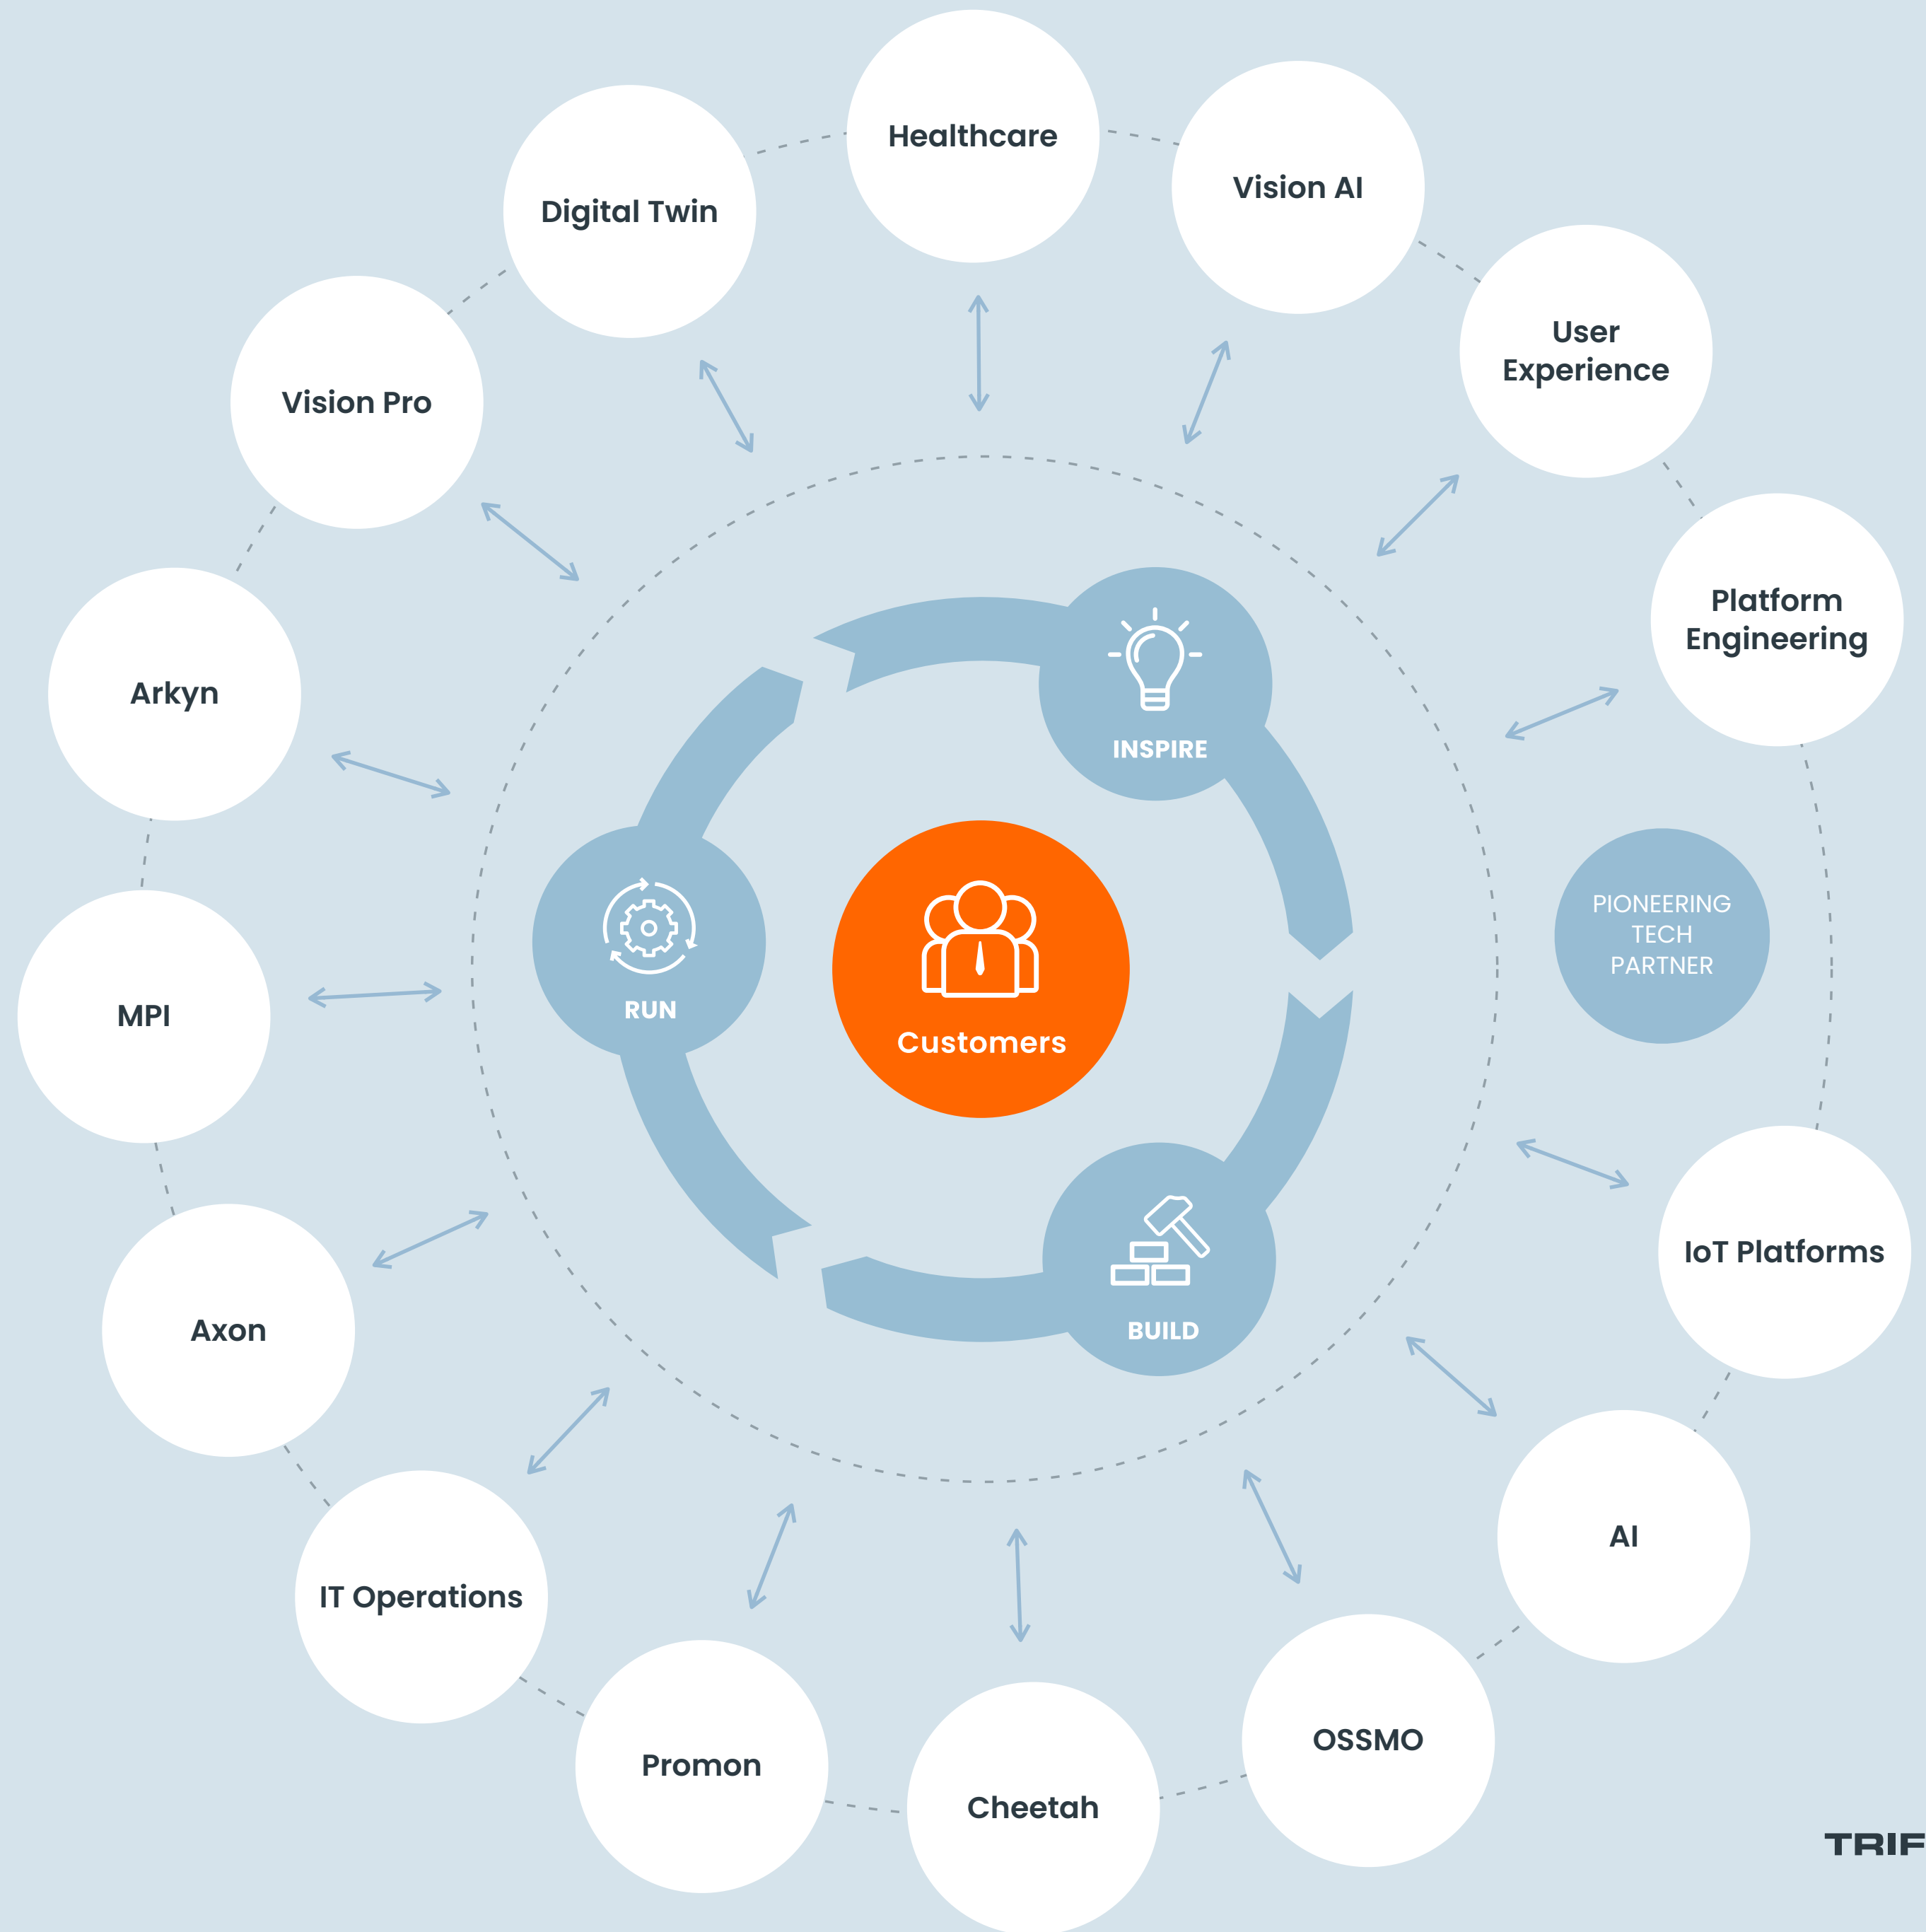 Healthcare
Vision AI
Digital Twin
User
Experience
Vision Pro
Platform
Engineering
Arkyn
INSPIRE
PIONEERING
TECH
PARTNER
MPI
RUN
Customers
IoT Platforms
Axon
BUILD
AI
IT Operations
OSSMO
Promon
Cheetah
TRIF